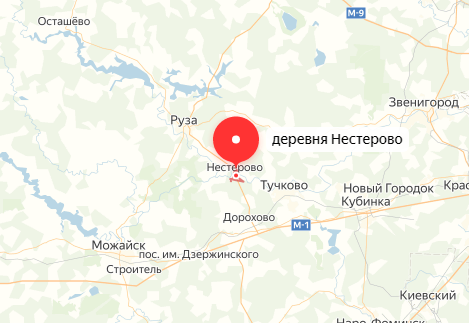 Осташёво
М-9
Звенигород
Руза
деревня Нестерово
Нестерово
Тучково
Новый Городок
Кубинка
Дорохово
М-1
Можайск
пос. им. Дзержинского
Строитель
Киевский